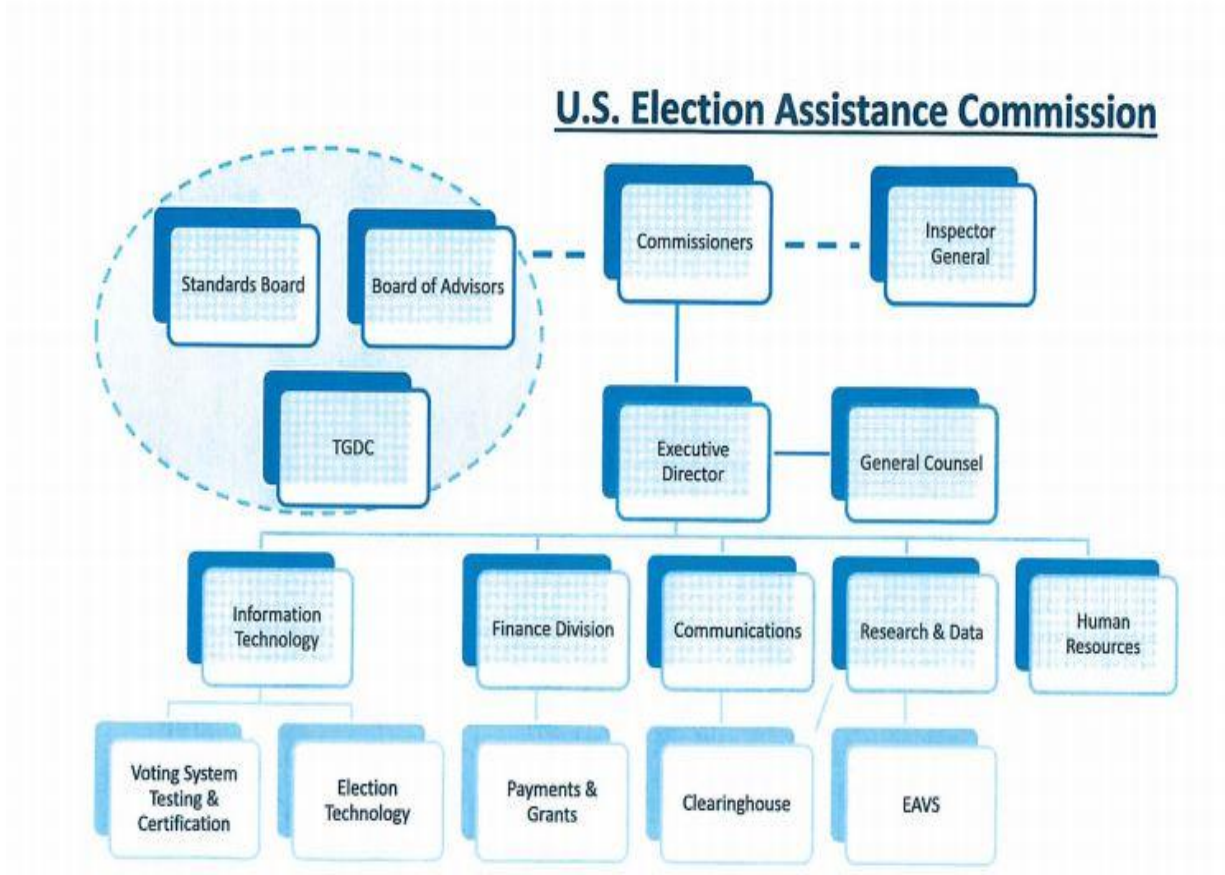 U.S. Election Assistance Commission
Standards Board
Board of Advisors
Commissioners
Inspector
General
TGDC
Executive
Director
General Counsel
Information
Technology
Finance Division
Communications
Research & Data
Human
Resources
Voting System
Testing &
Certification
Election
Technology
Payments &
Grants
Clearinghouse
EAVS